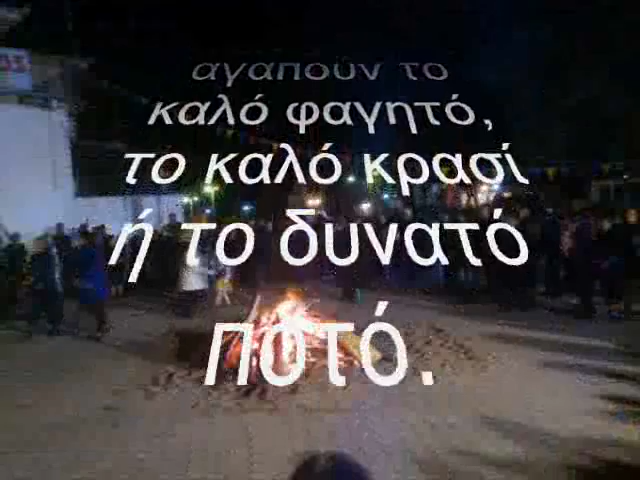 αγαπούν το
καλό φαγητό,
το καλό κρασί
ή το δυνατό
ποτό.